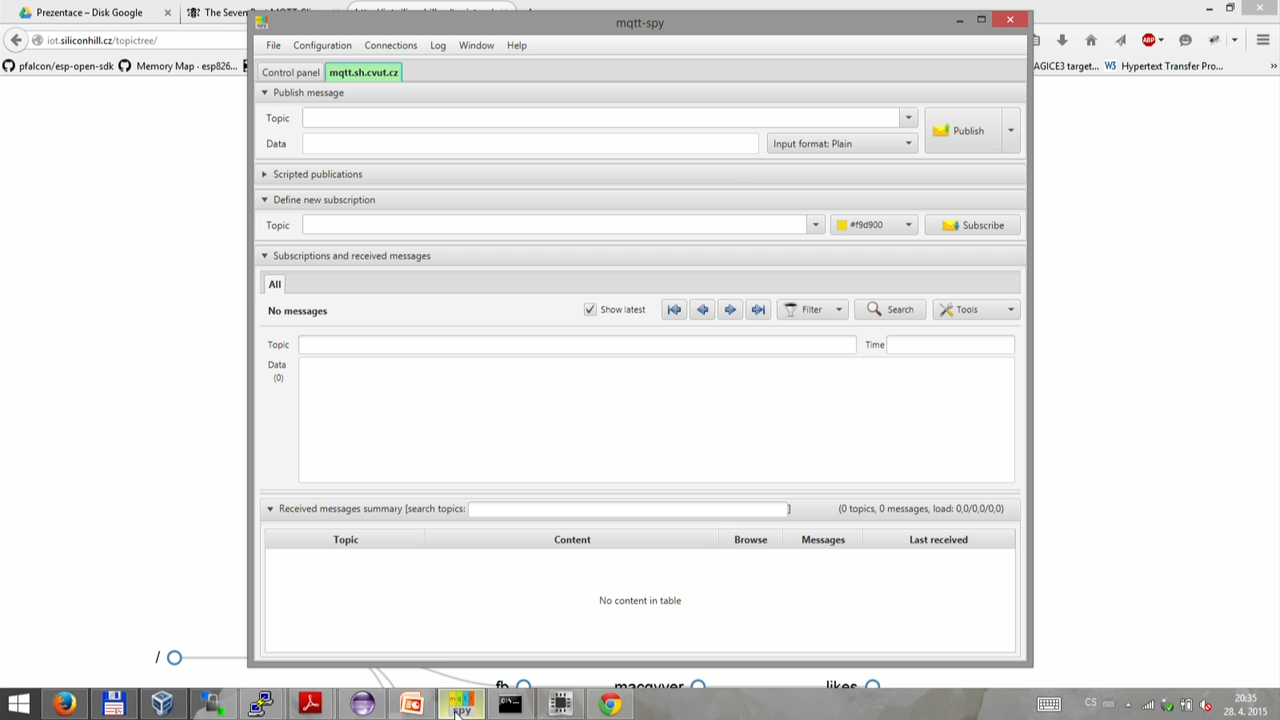 Prezentace – Disk Google
mqtt-spy
iot.siliconhill.cz/topictree/
File Configuration Connections Log Window Help
ABP
pfalcon/esp-open-sdk Memory Map · esp826...
AGICE3 target... W3 Hypertext Transfer Pro... »
Control panel mqtt.sh.cvut.cz
Publish message
Topic
Publish
Data Input format: Plain
Scripted publications
Define new subscription
Topic #f9d900 Subscribe
Subscriptions and received messages
All
No messages Show latest Filter Search Tools
Topic Time
Data
(0)
Received messages summary [search topics: ] (0 topics, 0 messages, load: 0,0/0,0/0,0)
Topic Content Browse Messages Last received
No content in table
/
fb macgyver likes
mqtt
spy
CS
20:35
28. 4. 2015